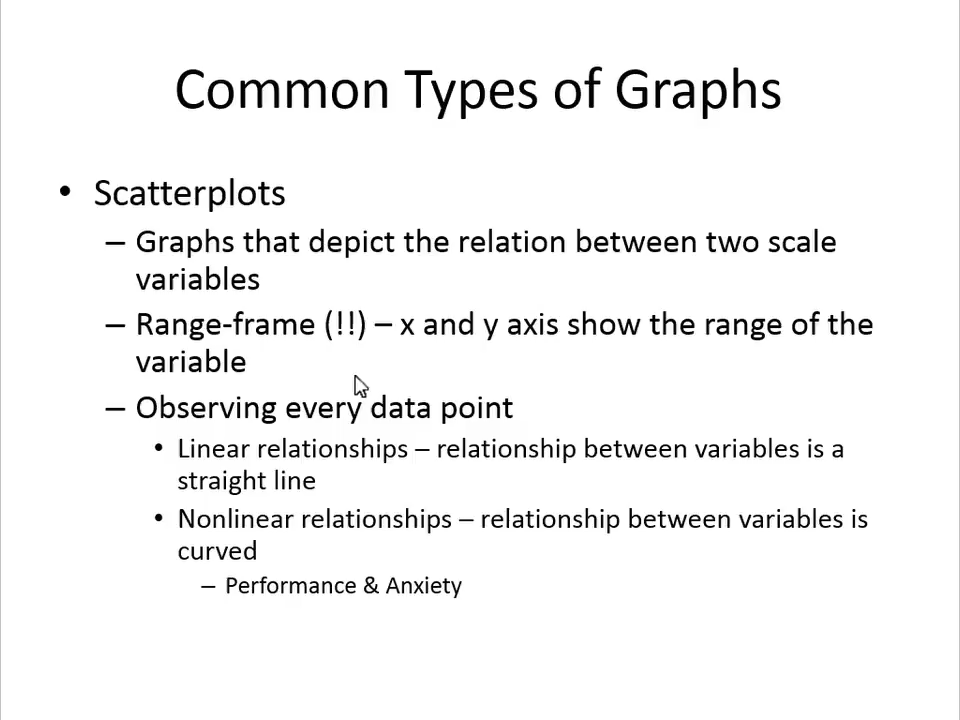 Common Types of Graphs
• Scatterplots
– Graphs that depict the relation between two scale
variables
– Range-frame (!!) – x and y axis show the range of the
variable
– Observing every data point
• Linear relationships – relationship between variables is a
straight line
• Nonlinear relationships – relationship between variables is
curved
– Performance & Anxiety